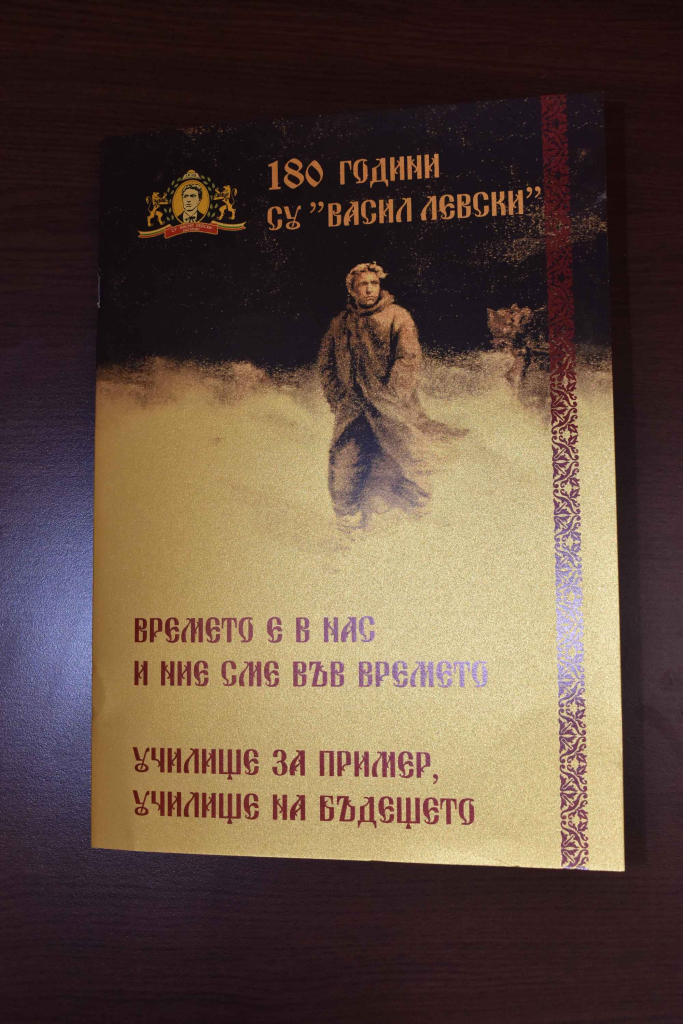 180 ГОДИНИ
СУ "ВАСИЛ ЛЕВСКИ"
ВРЕМЕТО Е В НАС
И НИЕ СМЕ ВЪВ ВРЕМЕТО
УЧИЛИЩЕ ЗА ПРИМЕР,
УЧИЛИЩЕ НА БЪДЕЩЕТО